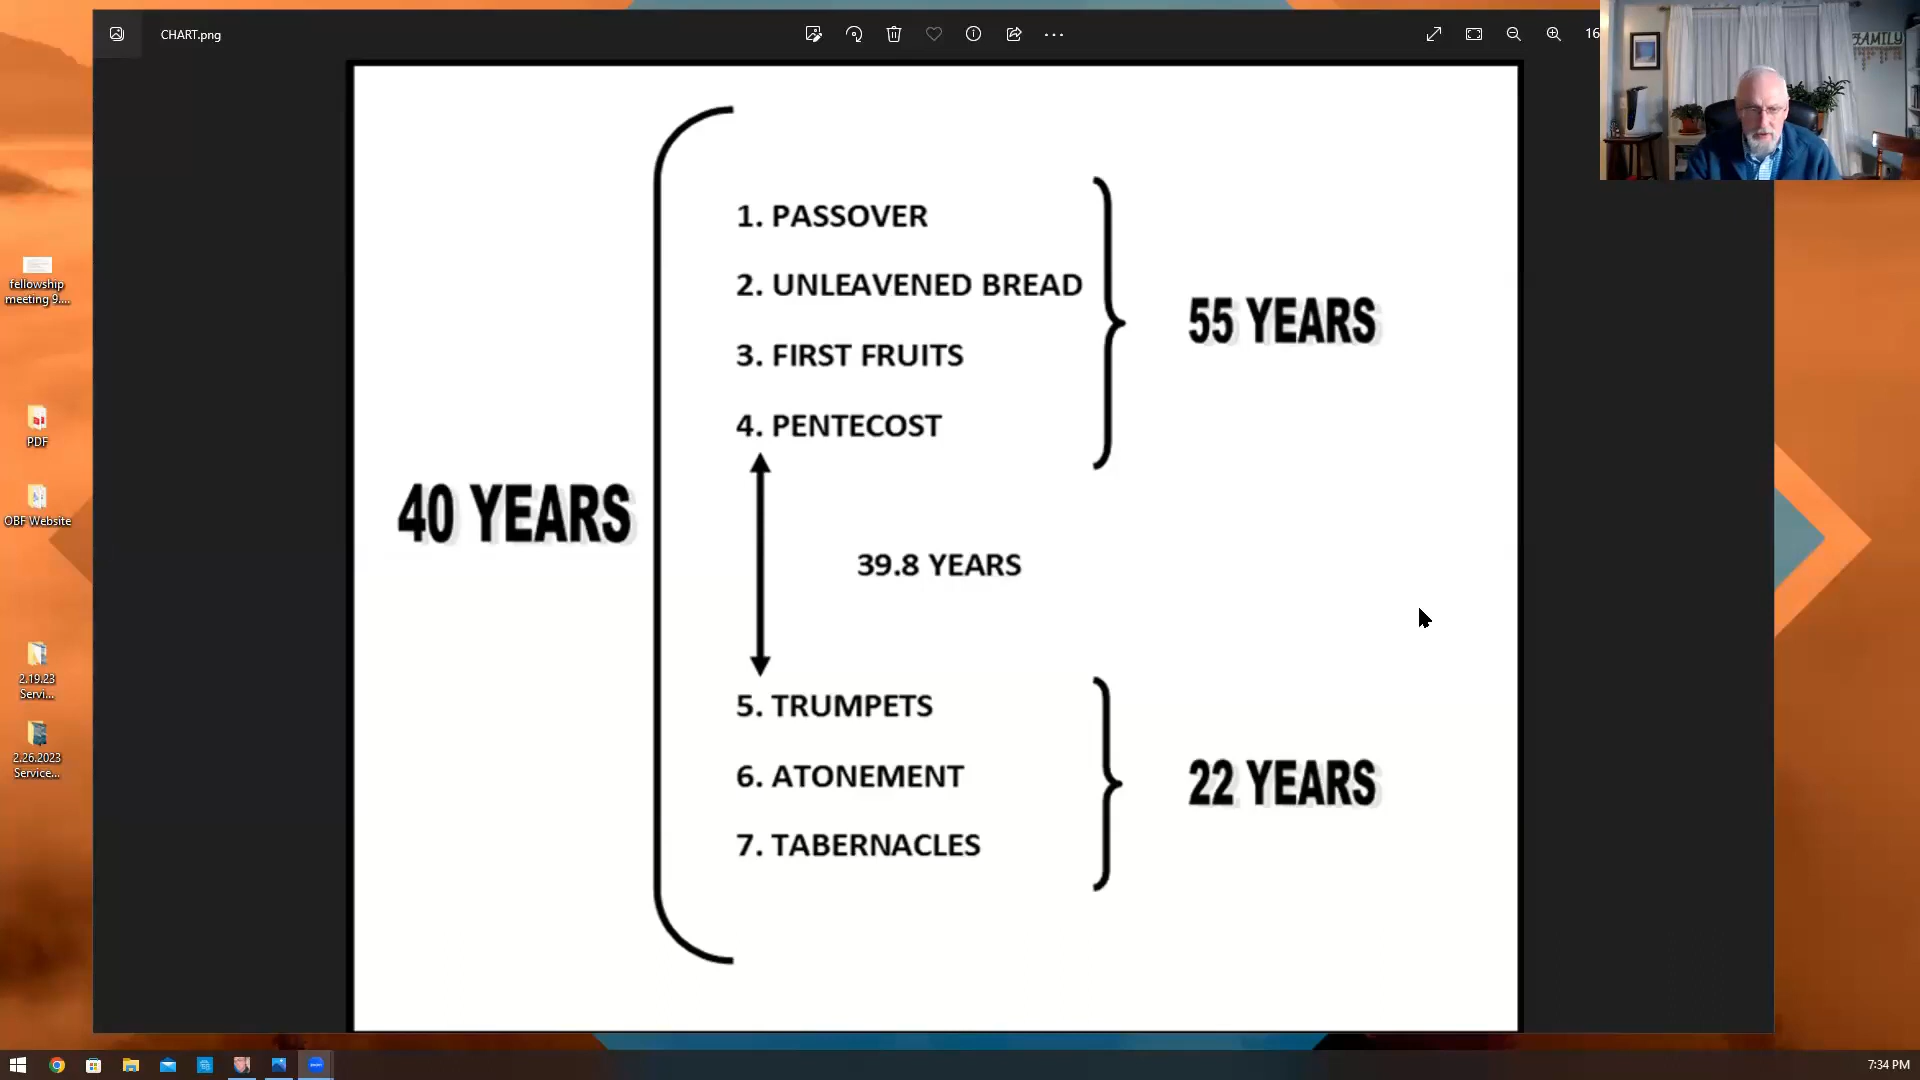 CHART.png
16
FAMILY
1. PASSOVER
2. UNLEAVENED BREAD
3. FIRST FRUITS
4. PENTECOST
55 YEARS
40 YEARS
39.8 YEARS
5. TRUMPETS
6. ATONEMENT
7. TABERNACLES
22 YEARS
fellowship
meeting 9....
PDF
OBF Website
2.19.23
Servi...
2.26.2023
Service...
7:34 PM